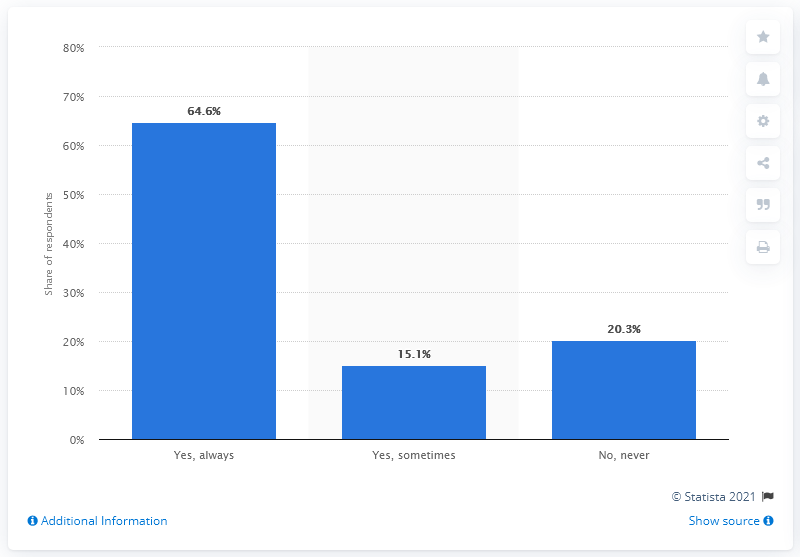 80%
70%
60%
50%
40%
30%
20%
10%
0%
Share of respondents
64.6%
15.1%
20.3%
Yes, always
Yes, sometimes
No, never
© Statista 2021
Additional Information
Show source